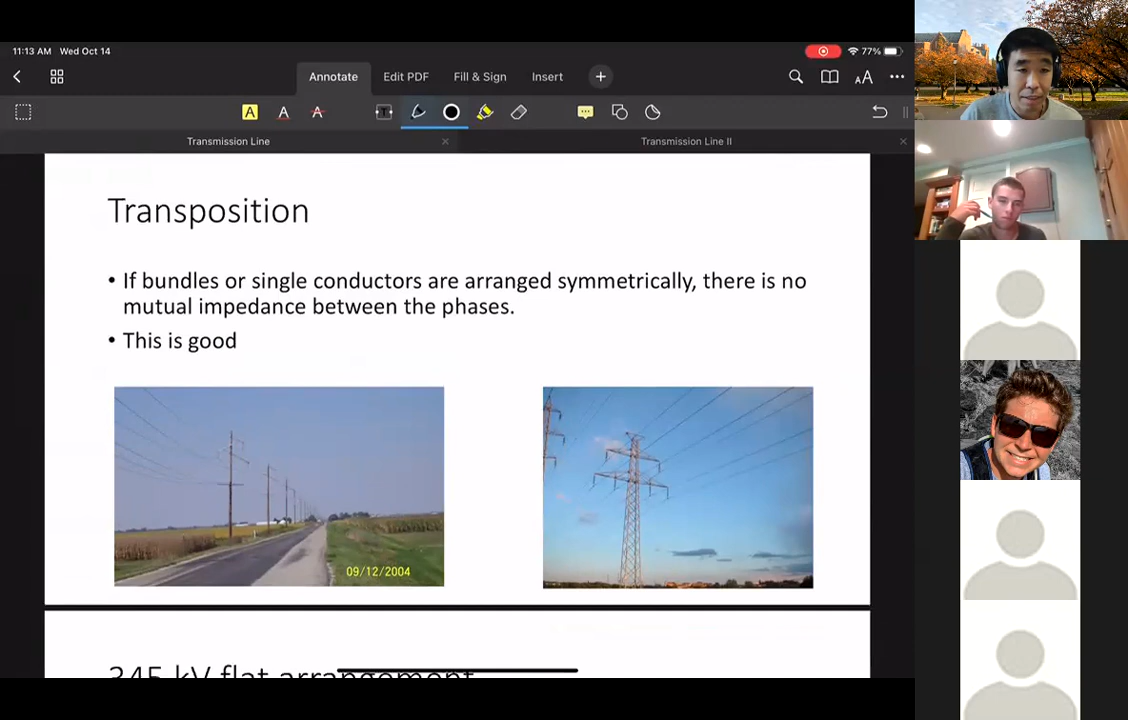 11:13 AM Wed Oct 14
77%
Annotate Edit PDF Fill & Sign Insert
A A A T AA
Transmission Line
Transmission Line II
Transposition
• If bundles or single conductors are arranged symmetrically, there is no
mutual impedance between the phases.
• This is good
09/12/2004
345 kV flat arrangement